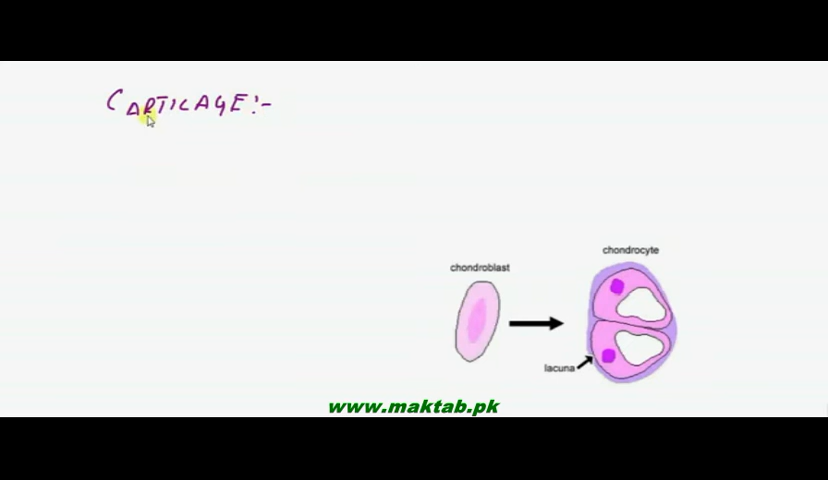 CARTILAGE:-
chondrocyte
chondroblast
lacuna
www.maktab.pk